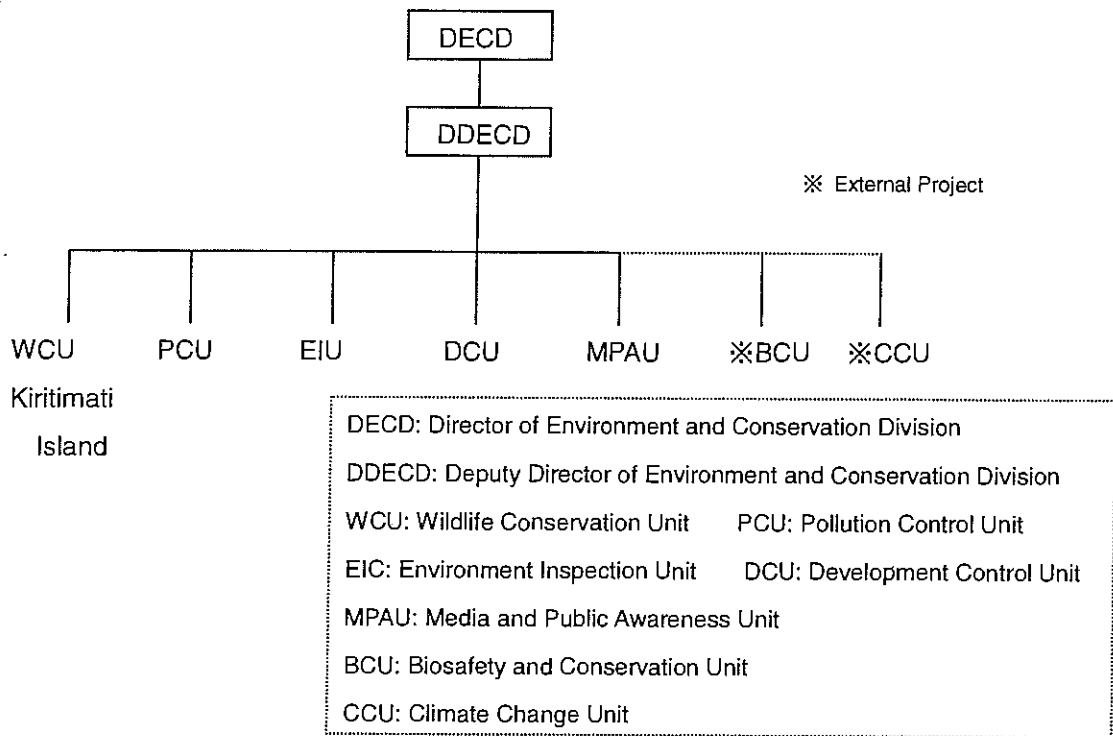 DECD
DDECD
※ External Project
WCU PCU EIU DCU MPAU ※BCU ※CCU
Kiritimati
Island
DECD: Director of Environment and Conservation Division
DDECD: Deputy Director of Environment and Conservation Division
WCU: Wildlife Conservation Unit PCU: Pollution Control Unit
EIC: Environment Inspection Unit DCU: Development Control Unit
MPAU: Media and Public Awareness Unit
BCU: Biosafety and Conservation Unit
CCU: Climate Change Unit